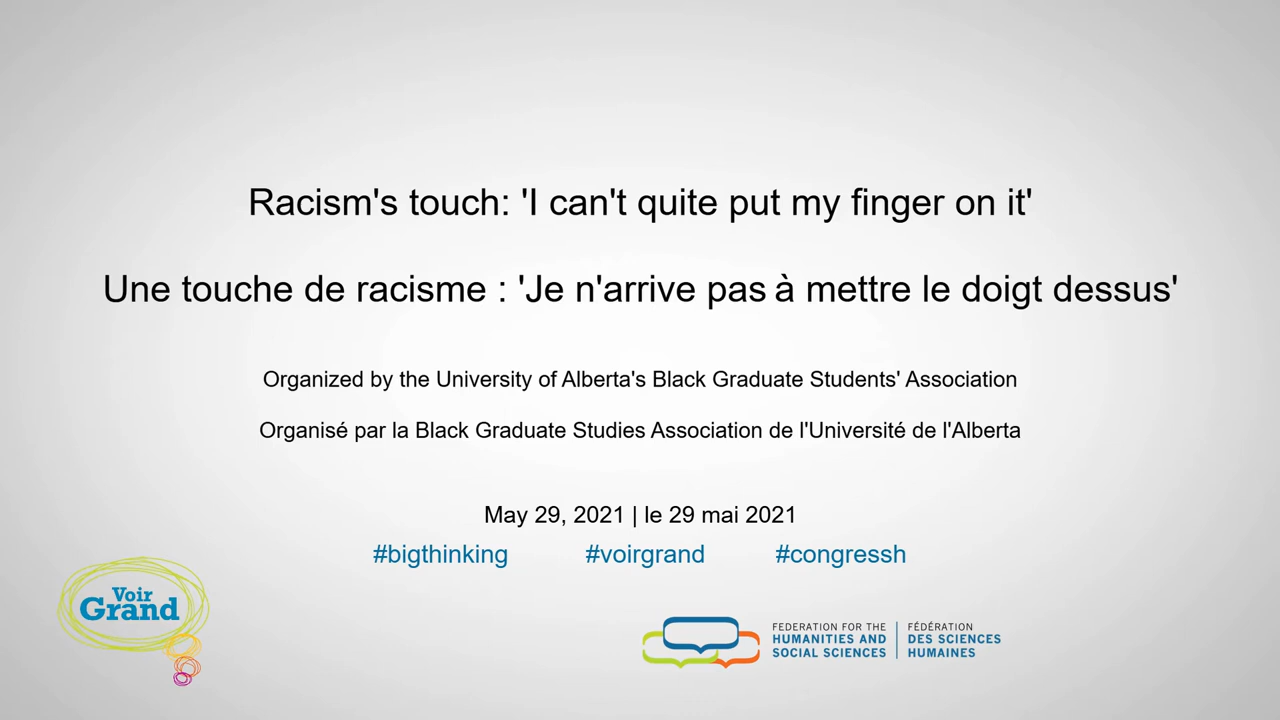 Racism's touch: 'I can't quite put my finger on it'
Une touche de racisme : 'Je n'arrive pas à mettre le doigt dessus'
Organized by the University of Alberta's Black Graduate Students' Association
Organisé par la Black Graduate Studies Association de l'Université de l'Alberta
May 29, 2021 | le 29 mai 2021
#bigthinking #voirgrand #congressh
Voir
Grand
FEDERATION FOR THE
HUMANITIES AND
SOCIAL SCIENCES
FÉDÉRATION
DES SCIENCES
HUMAINES